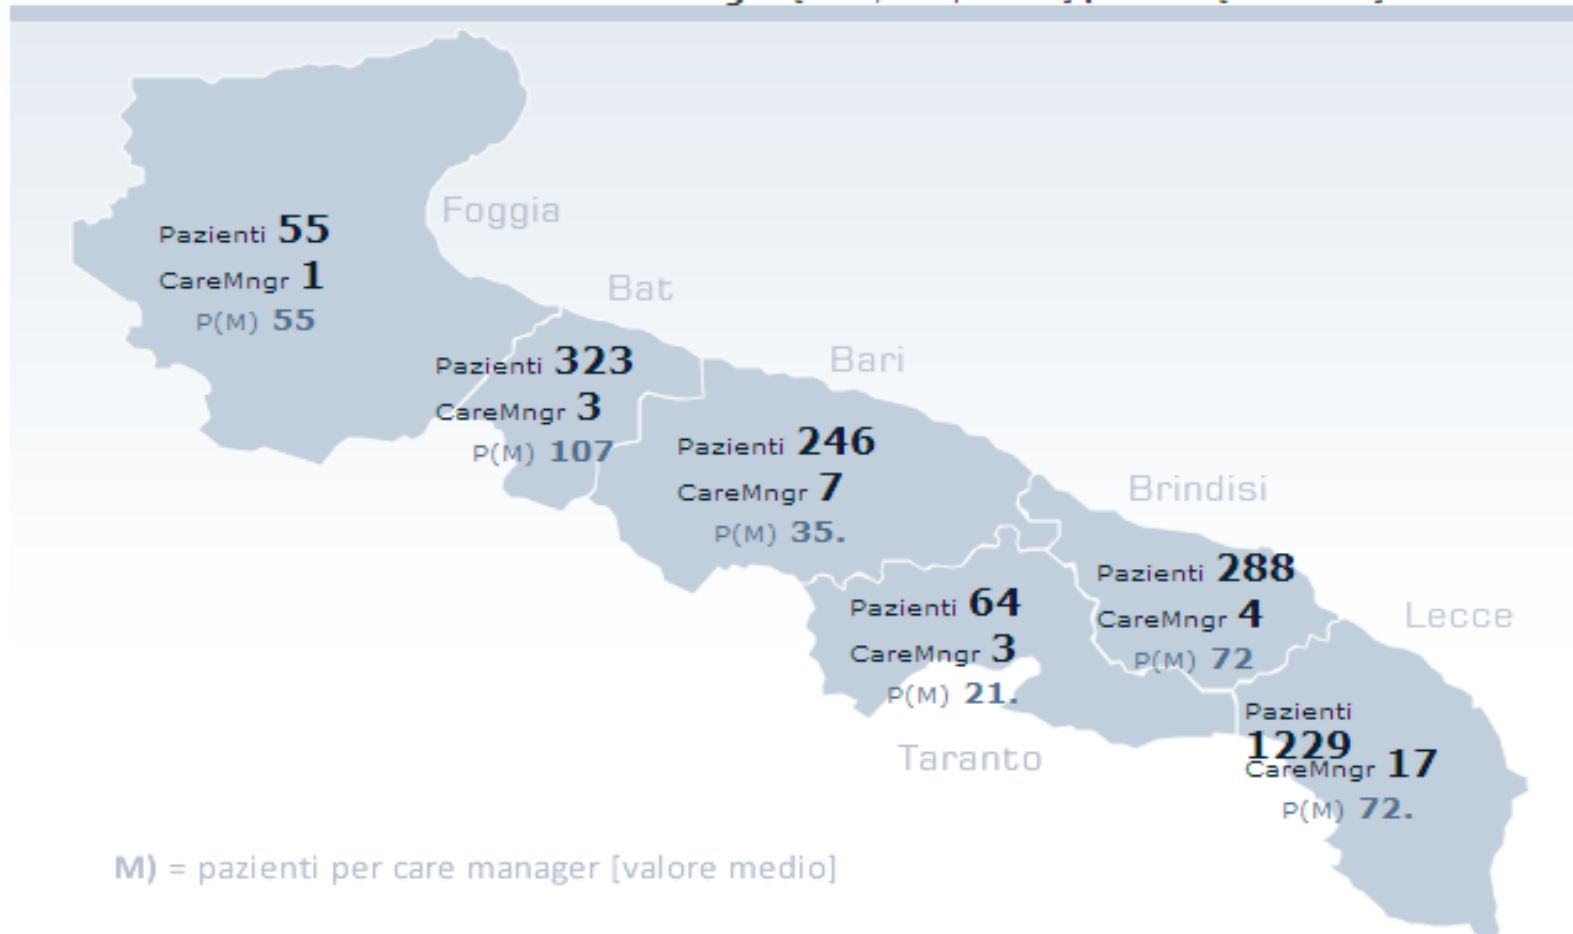 Foggia
Pazienti 55
CareMngr 1
P(M) 55
Bat
Pazienti 323
CareMngr 3
P(M) 107
Bari
Pazienti 246
CareMngr 7
P(M) 35.
Brindisi
Pazienti 288
CareMngr 4
P(M) 72
Pazienti 64
CareMngr 3
P(M) 21.
Taranto
Lecce
Pazienti
1229
CareMngr 17
P(M) 72.
M) = pazienti per care manager [valore medio]